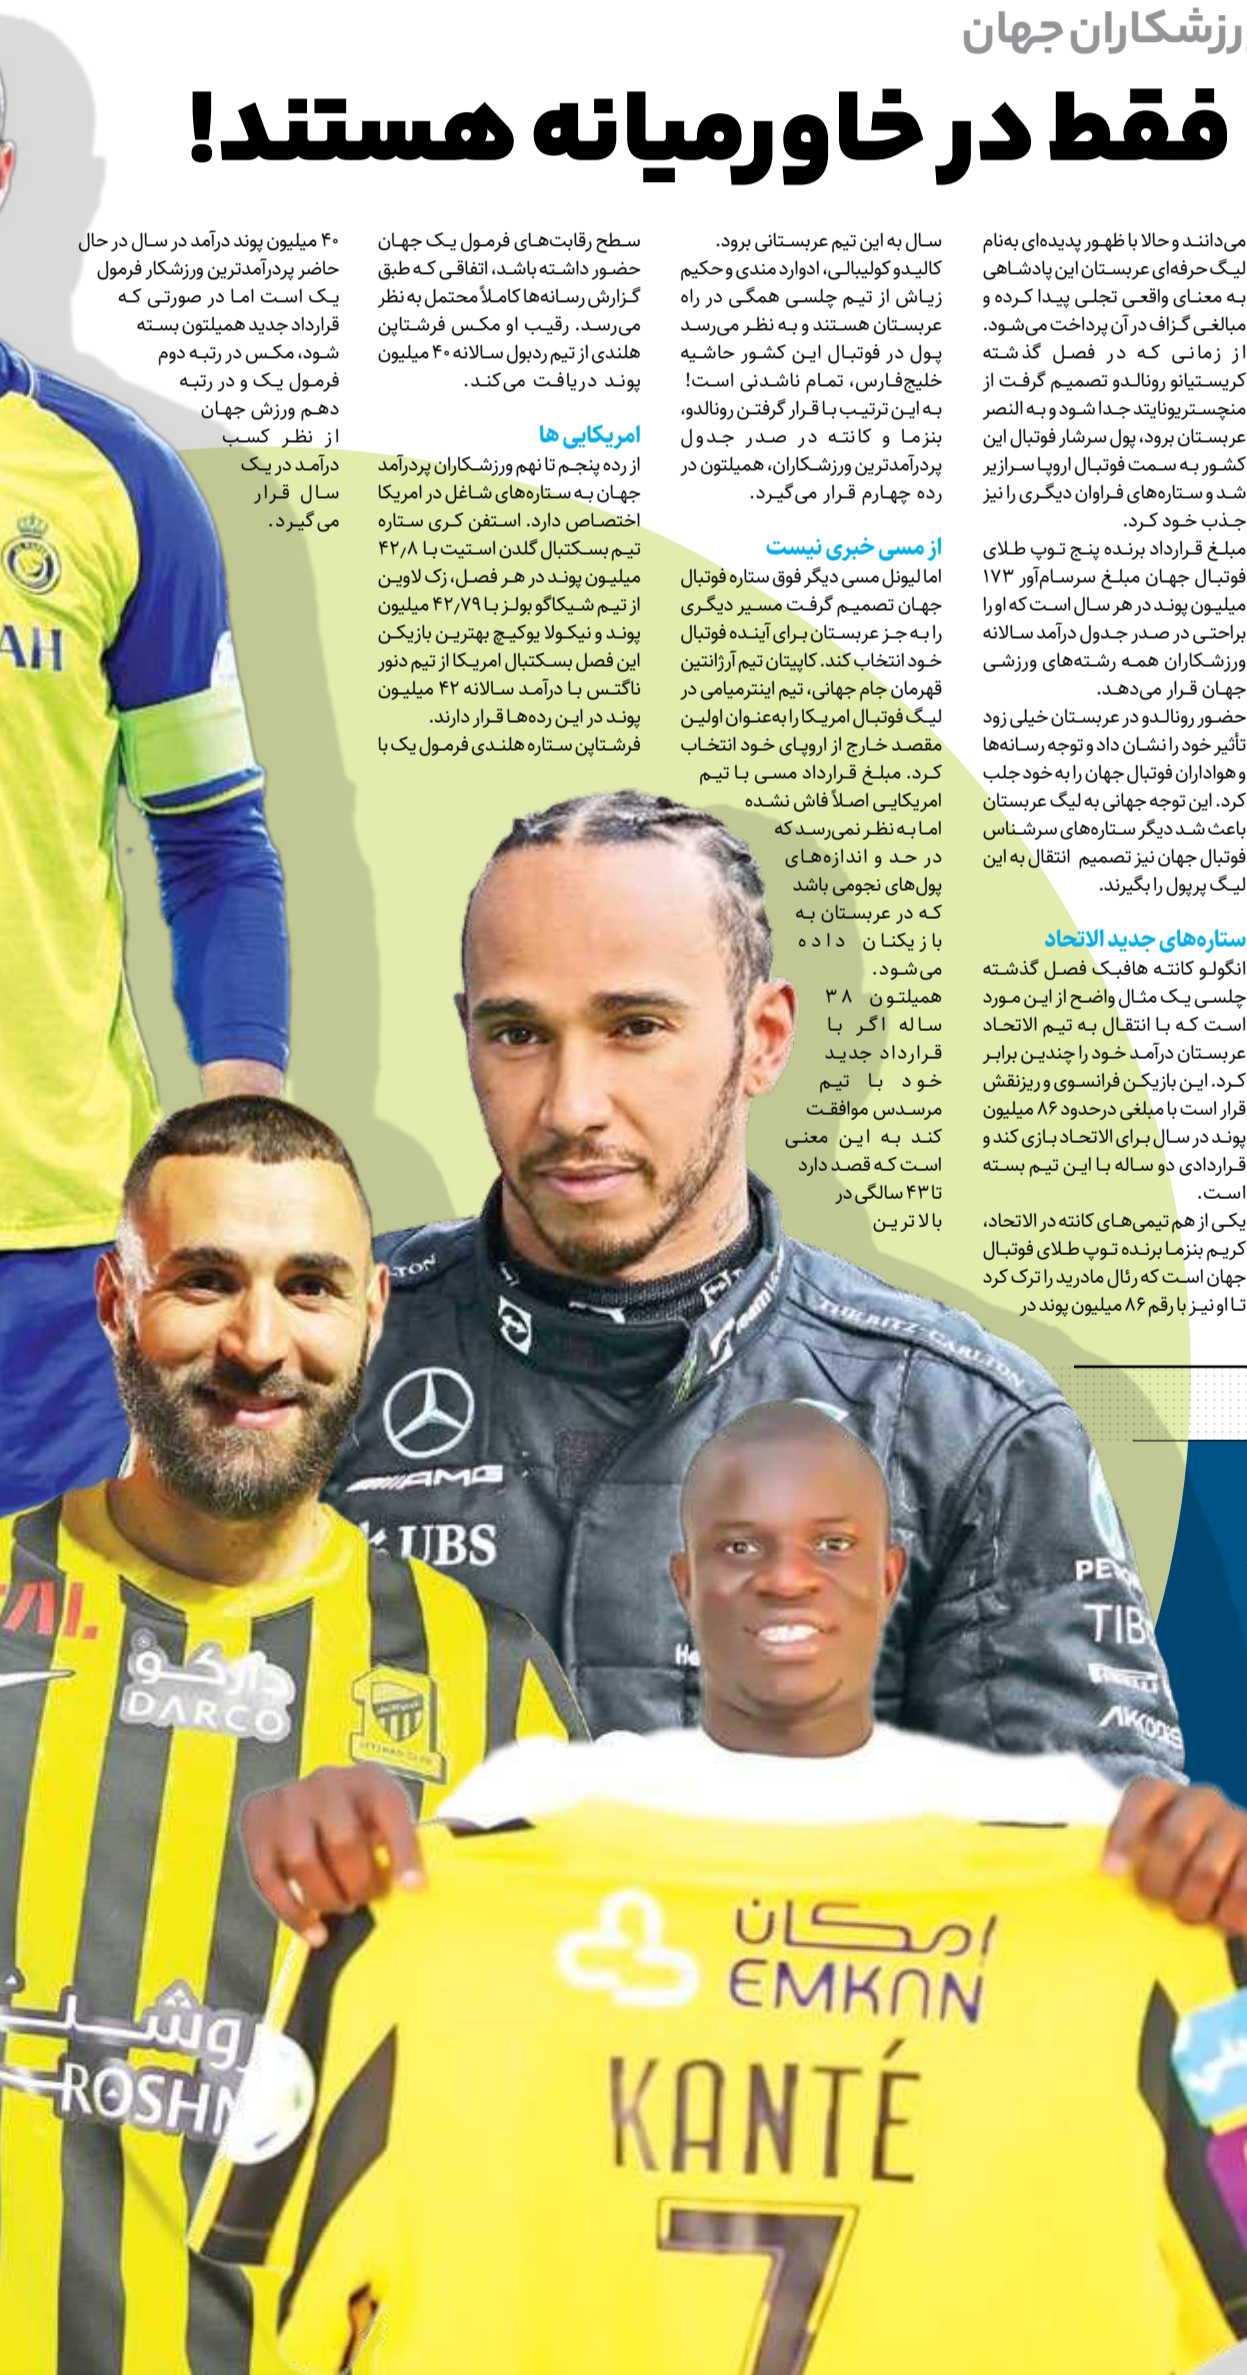 ورزشکاران جهان
فقط در خاورمیانه هستند!
می‌دانند و حالا با ظهور پدیده‌ای به‌نام
لیگ حرفه‌ای عربستان این پادشاهی
به معنای واقعی تجلی پیدا کرده و
مبالغی گزاف در آن پرداخت می‌شود.
از زمانی که در فصل گذشته
کریستیانو رونالدو تصمیم گرفت از
منچستریونایتد جدا شود و به النصر
عربستان برود، پول سرشار فوتبال این
کشور به سمت فوتبال اروپا سرازیر
شد و ستاره‌های فراوان دیگری را نیز
جذب خود کرد.
مبلغ قرارداد برنده پنج توپ طلای
فوتبال جهان مبلغ سرسام‌آور ۱۷۳
میلیون پوند در هر سال است که او را
براحتی در صدر جدول درآمد سالانه
ورزشکاران همه رشته‌های ورزشی
جهان قرار می‌دهد.
حضور رونالدو در عربستان خیلی زود
تأثیر خود را نشان داد و توجه رسانه‌ها
و هواداران فوتبال جهان را به خود جلب
کرد. این توجه جهانی به لیگ عربستان
باعث شد دیگر ستاره‌های سرشناس
فوتبال جهان نیز تصمیم انتقال به این
لیگ پرپول را بگیرند.
ستاره‌های جدید الاتحاد
انگولو کانته هافبک فصل گذشته
چلسی یک مثال واضح از این مورد
است که با انتقال به تیم الاتحاد
عربستان درآمد خود را چندین برابر
کرد. این بازیکن فرانسوی و ریزنقش
قرار است با مبلغی درحدود ۸۶ میلیون
پوند در سال برای الاتحاد بازی کند و
قراردادی دو ساله با این تیم بسته
است.
یکی از هم تیمی‌های کانته در الاتحاد،
کریم بنزما برنده توپ طلای فوتبال
جهان است که رئال مادرید را ترک کرد
تا او نیز با رقم ۸۶ میلیون پوند در
سال به این تیم عربستانی برود.
کالیدو کولیبالی، ادوارد مندی و حکیم
زیاش از تیم چلسی همگی در راه
عربستان هستند و به نظر می‌رسد
پول در فوتبال این کشور حاشیه
خلیج‌فارس، تمام ناشدنی است!
به این ترتیب با قرار گرفتن رونالدو،
بنزما و کانته در صدر جدول
پردرآمدترین ورزشکاران، همیلتون در
رده چهارم قرار می‌گیرد.
از مسی خبری نیست
اما لیونل مسی دیگر فوق ستاره فوتبال
جهان تصمیم گرفت مسیر دیگری
را به جز عربستان برای آینده فوتبال
خود انتخاب کند. کاپیتان تیم آرژانتین
قهرمان جام جهانی، تیم اینترمیامی در
لیگ فوتبال امریکا را به‌عنوان اولین
مقصد خارج از اروپای خود انتخاب
کرد. مبلغ قرارداد مسی با تیم
امریکایی اصلاً فاش نشده
اما به نظر نمی‌رسد که
در حد و اندازه‌های
پول‌های نجومی باشد
که در عربستان به
بازیکنان داده
می‌شود.
همیلتون ۳۸
ساله اگر با
قرارداد جدید
خود با تیم
مرسدس موافقت
کند به این معنی
است که قصد دارد
تا ۴۳ سالگی در
بالاترین
سطح رقابت‌های فرمول یک جهان
حضور داشته باشد، اتفاقی که طبق
گزارش رسانه‌ها کاملاً محتمل به نظر
می‌رسد. رقیب او مکس فرشتاپن
هلندی از تیم ردبول سالانه ۴۰ میلیون
پوند دریافت می‌کند.
امریکایی ها
از رده پنجم تا نهم ورزشکاران پردرآمد
جهان به ستاره‌های شاغل در امریکا
اختصاص دارد. استفن کری ستاره
تیم بسکتبال گلدن استیت با ۴۲٫۸
میلیون پوند در هر فصل، زک لاوین
از تیم شیکاگو بولز با ۴۲٫۷۹ میلیون
پوند و نیکولا یوکیچ بهترین بازیکن
این فصل بسکتبال امریکا از تیم دنور
ناگتس با درآمد سالانه ۴۲ میلیون
پوند در این رده‌ها قرار دارند.
فرشتاپن ستاره هلندی فرمول یک با
۴۰ میلیون پوند درآمد در سال در حال
حاضر پردرآمدترین ورزشکار فرمول
یک است اما در صورتی که
قرارداد جدید همیلتون بسته
شود، مکس در رتبه دوم
فرمول یک و در رتبه
دهم ورزش جهان
از نظر کسب
درآمد در یک
سال قرار
می‌گیرد.
AH
THE RITZ-CARLTON
AMG
UBS
TIB
داركو
DARCO
روشن
ROSHN
إمكان
EMKAN
KANTÉ
7